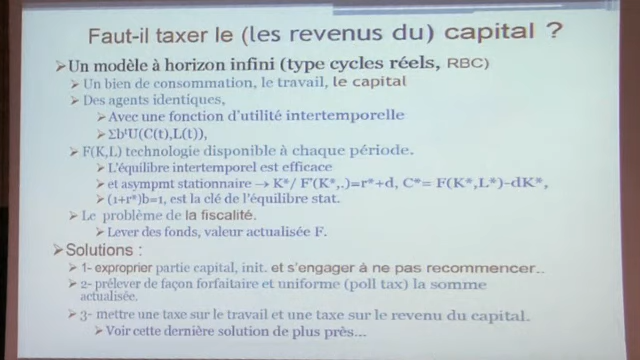 Faut-il taxer le (les revenus du) capital ?
➢Un modèle à horizon infini (type cycles réels, RBC)
➢ Un bien de consommation, le travail, le capital
➢ Des agents identiques,
➢ Avec une fonction d'utilité intertemporelle
➢ ΣbᵗU(C(t),L(t)),
➢ F(K,L) technologie disponible à chaque période.
➢ L'équilibre intertemporel est efficace
➢ et asympmt stationnaire → K*/ F'(K*,.)=r*+d, C*= F(K*,L*)-dK*,
➢ (1+r*)b=1, est la clé de l'équilibre stat.
➢ Le problème de la fiscalité.
➢ Lever des fonds, valeur actualisée F.
➢Solutions :
➢ 1- exproprier partie capital, init. et s'engager à ne pas recommencer..
➢ 2- prélever de façon forfaitaire et uniforme (poll tax) la somme
actualisée.
➢ 3- mettre une taxe sur le travail et une taxe sur le revenu du capital.
➢ Voir cette dernière solution de plus près...